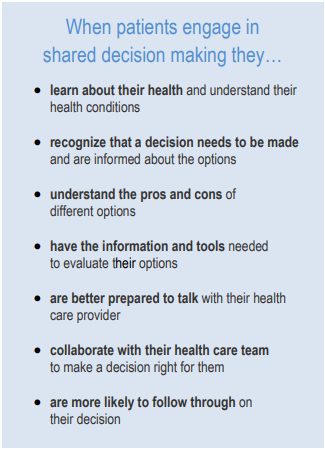 When patients engage in
shared decision making they…
● learn about their health and understand their
health conditions
● recognize that a decision needs to be made
and are informed about the options
● understand the pros and cons of
different options
● have the information and tools needed
to evaluate their options
● are better prepared to talk with their health
care provider
● collaborate with their health care team
to make a decision right for them
● are more likely to follow through on
their decision